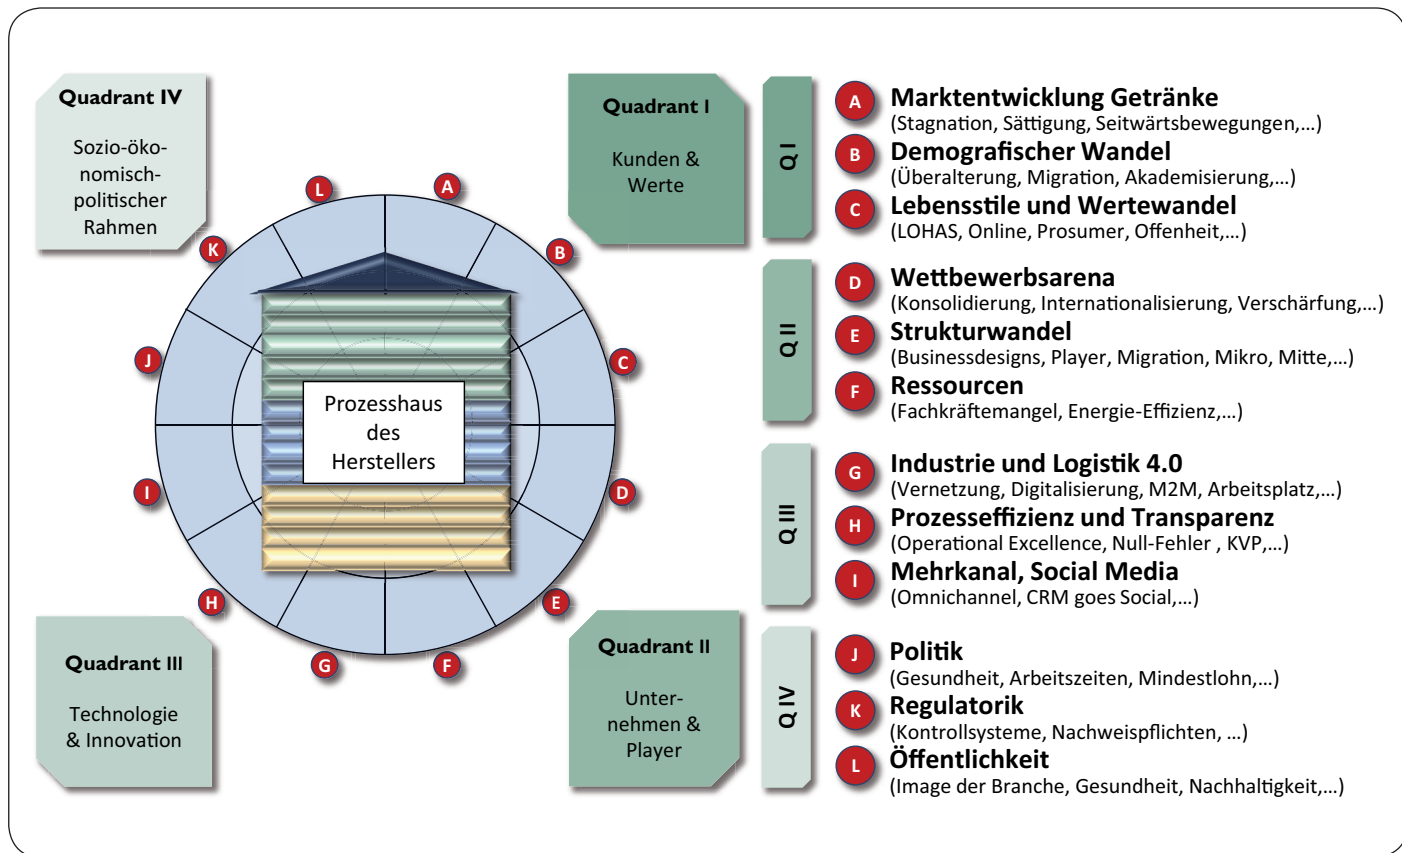 Quadrant IV
Sozio-öko-
nomisch-
politischer
Rahmen
Quadrant I
Kunden &
Werte
L
A
K
B
J
C
I
D
H
E
G
F
Prozesshaus
des
Herstellers
Quadrant III
Technologie
& Innovation
Quadrant II
Unter-
nehmen &
Player
Q I
A
Marktentwicklung Getränke
(Stagnation, Sättigung, Seitwärtsbewegungen,...)
B
Demografischer Wandel
(Überalterung, Migration, Akademisierung,...)
C
Lebensstile und Wertewandel
(LOHAS, Online, Prosumer, Offenheit,...)
Q II
D
Wettbewerbsarena
(Konsolidierung, Internationalisierung, Verschärfung,...)
E
Strukturwandel
(Businessdesigns, Player, Migration, Mikro, Mitte,...)
F
Ressourcen
(Fachkräftemangel, Energie-Effizienz,...)
Q III
G
Industrie und Logistik 4.0
(Vernetzung, Digitalisierung, M2M, Arbeitsplatz,...)
H
Prozesseffizienz und Transparenz
(Operational Excellence, Null-Fehler , KVP,...)
I
Mehrkanal, Social Media
(Omnichannel, CRM goes Social,...)
Q IV
J
Politik
(Gesundheit, Arbeitszeiten, Mindestlohn,...)
K
Regulatorik
(Kontrollsysteme, Nachweispflichten, ...)
L
Öffentlichkeit
(Image der Branche, Gesundheit, Nachhaltigkeit,...)